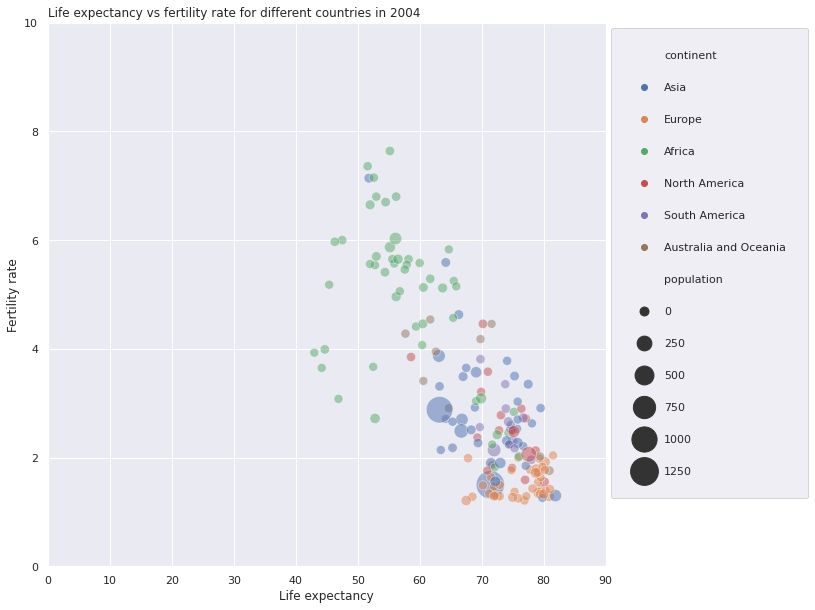 Life expectancy vs fertility rate for different countries in 2004
10
8
6
4
2
0
Fertility rate
0 10 20 30 40 50 60 70 80 90
Life expectancy
continent
Asia
Europe
Africa
North America
South America
Australia and Oceania
population
0
250
500
750
1000
1250